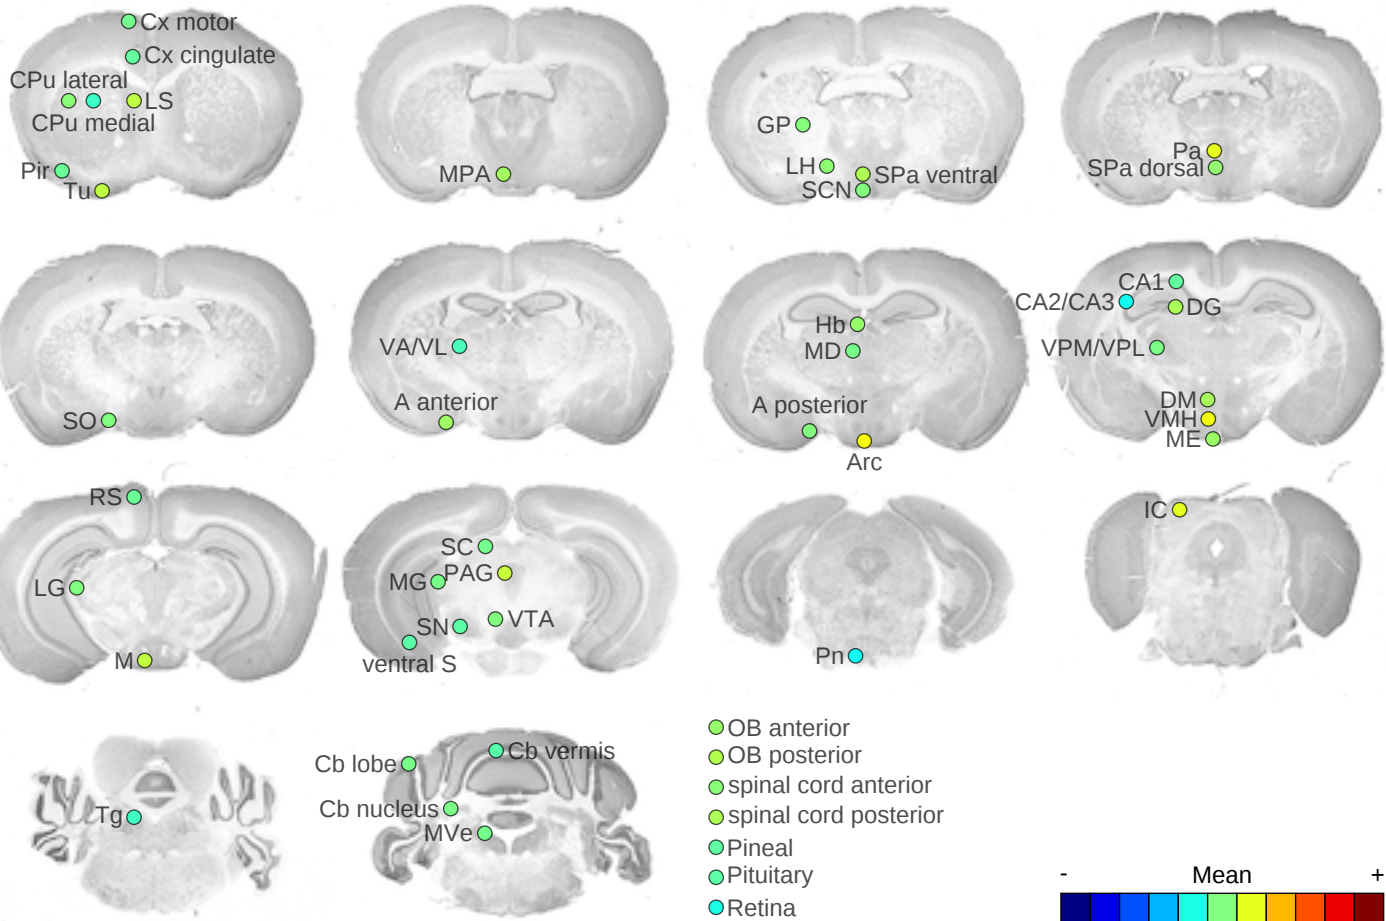 Cx motor
Cx cingulate
CPu lateral
LS
CPu medial
Pir
Tu
MPA
GP
LH
SPa ventral
SCN
Pa
SPa dorsal
SO
VA/VL
A anterior
Hb
MD
A posterior
Arc
CA1
CA2/CA3
DG
VPM/VPL
DM
VMH
ME
RS
LG
M
SC
PAG
MG
VTA
SN
ventral S
Pn
IC
Tg
Cb vermis
Cb lobe
Cb nucleus
MVe
OB anterior
OB posterior
spinal cord anterior
spinal cord posterior
Pineal
Pituitary
Retina
- Mean +